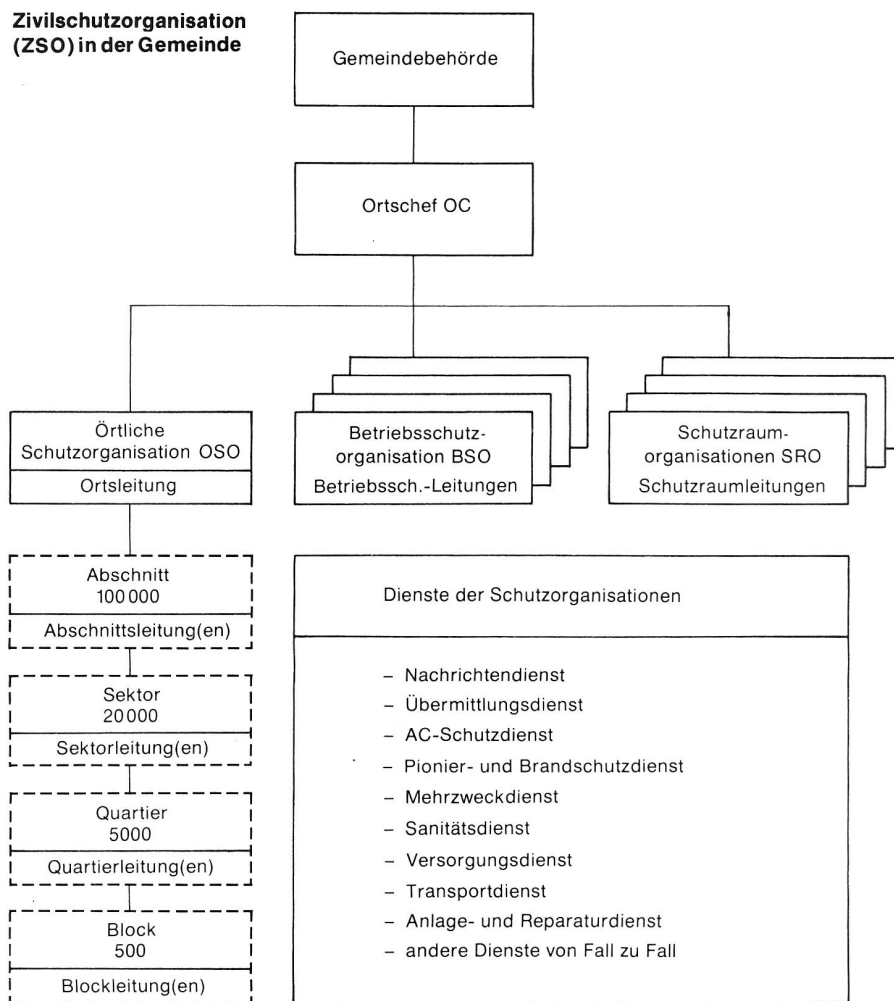 Zivilschutzorganisation
(ZSO) in der Gemeinde
Gemeindebehörde
Ortschef OC
Örtliche
Schutzorganisation OSO
Ortsleitung
Betriebsschutz-
organisation BSO
Betriebssch.-Leitungen
Schutzraum-
organisationen SRO
Schutzraumleitungen
Abschnitt
100 000
Abschnittsleitung(en)
Sektor
20 000
Sektorleitung(en)
Quartier
5000
Quartierleitung(en)
Block
500
Blockleitung(en)
Dienste der Schutzorganisationen
– Nachrichtendienst
– Übermittlungsdienst
– AC-Schutzdienst
– Pionier- und Brandschutzdienst
– Mehrzweckdienst
– Sanitätsdienst
– Versorgungsdienst
– Transportdienst
– Anlage- und Reparaturdienst
– andere Dienste von Fall zu Fall